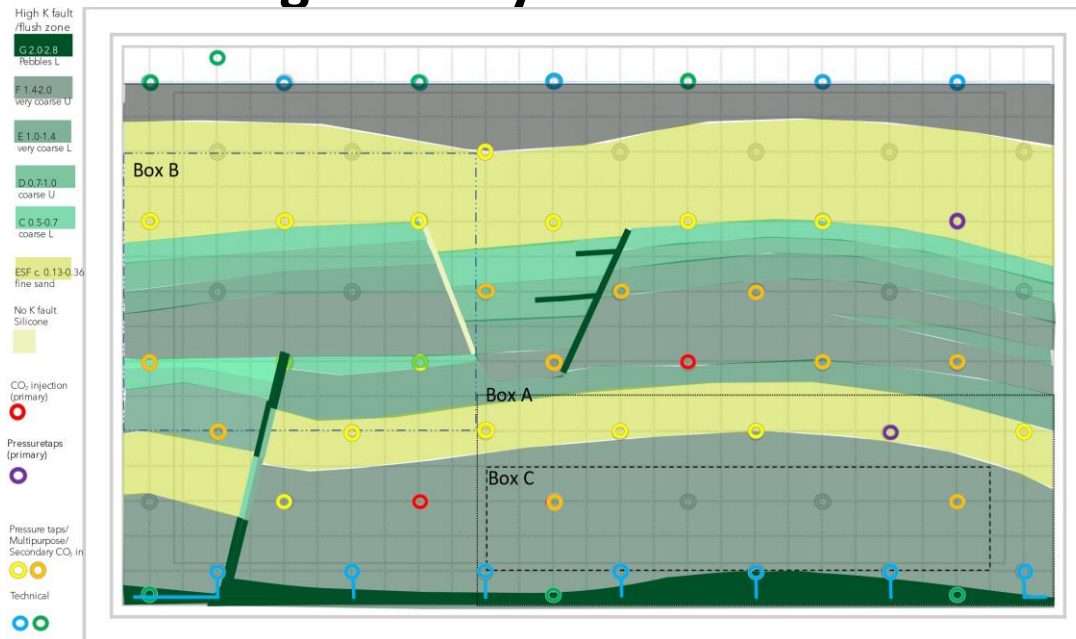 High K fault
/flush zone
G 2.0-2.8
Pebbles L
F 1.42.0
very coarse U
E 1.0-1.4
very coarse L
D 0.7-1.0
coarse U
C 0.5-0.7
coarse L
ESF c. 0.13-0.36
fine sand
No K fault
Silicone
CO₂ injection
(primary)
Pressuretaps
(primary)
Pressure taps/
Multipurpose/
Secondary CO₂ in
Technical
Box B
Box A
Box C